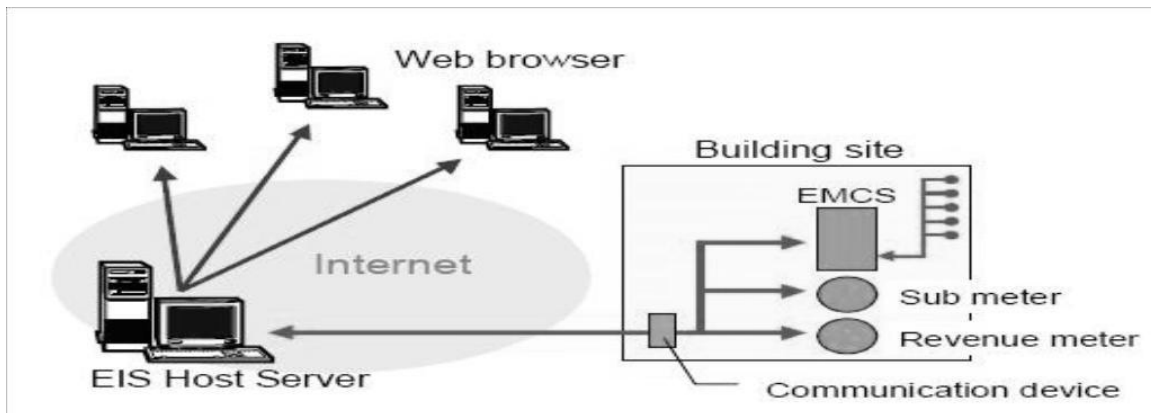 Web browser
Building site
EMCS
Internet
Sub meter
Revenue meter
EIS Host Server
Communication device